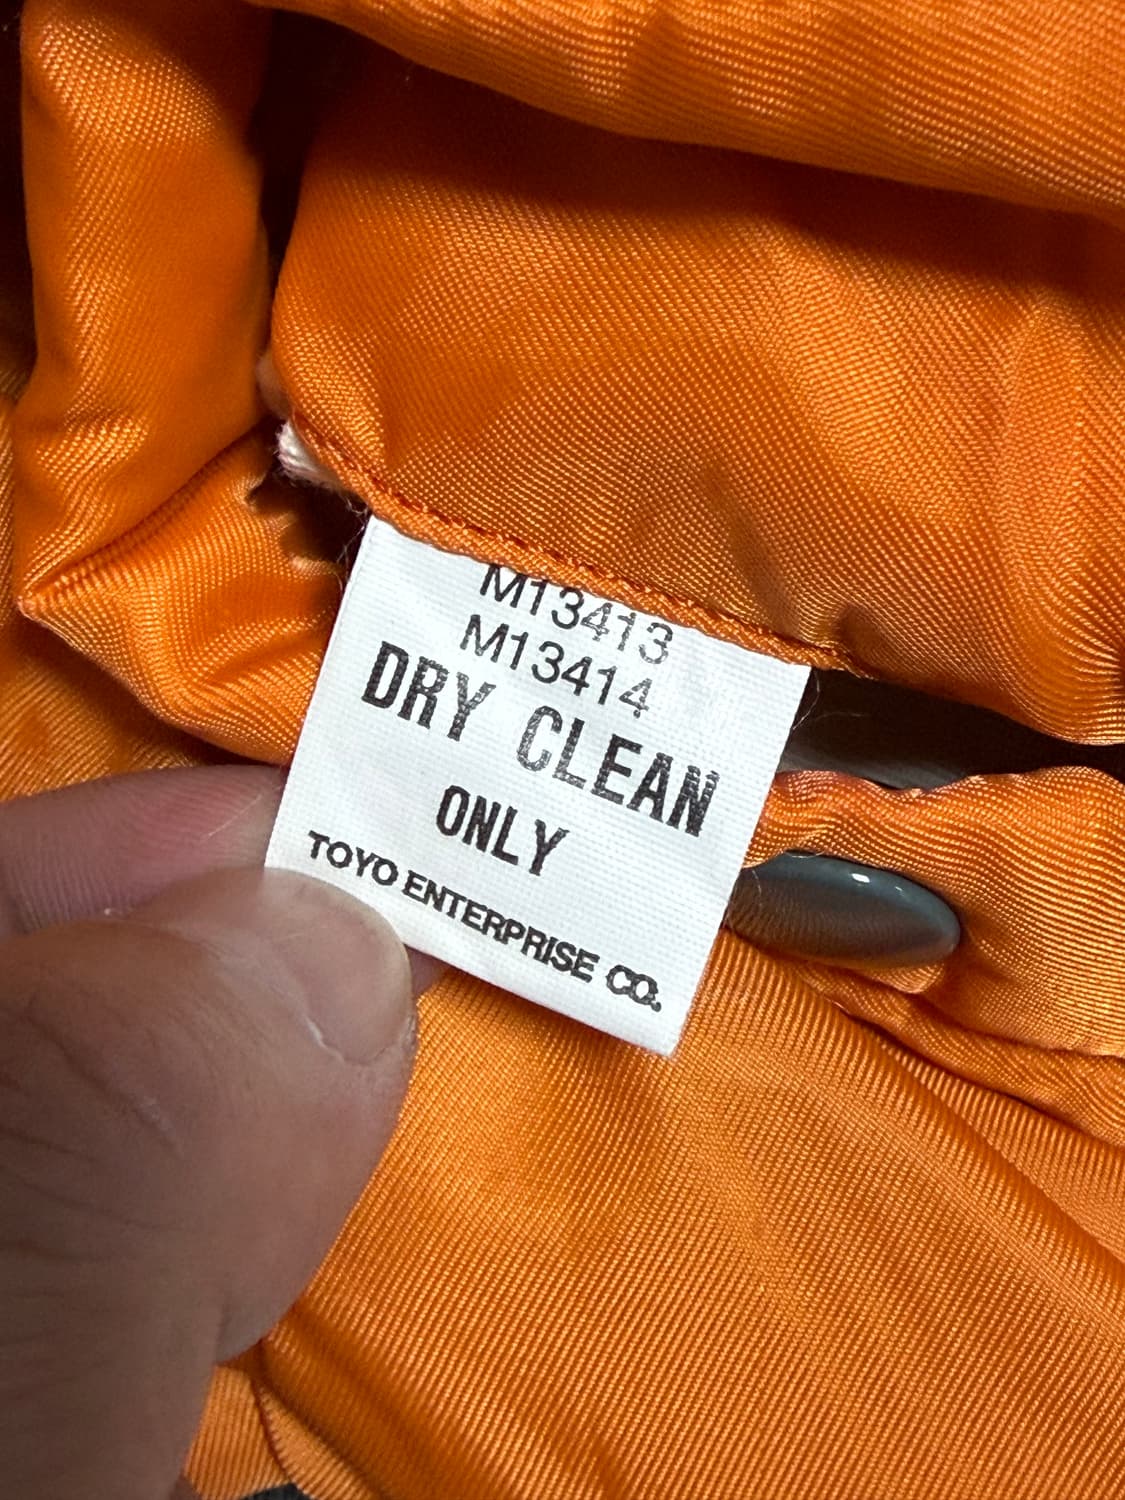 M13413
M13414
DRY CLEAN
ONLY
TOYO ENTERPRISE CO.